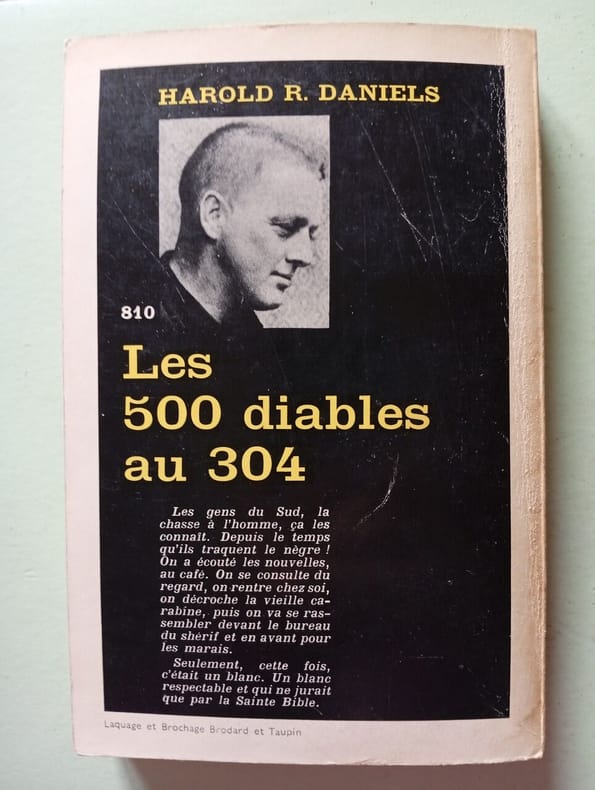 HAROLD R. DANIELS
810
Les
500 diables
au 304
Les gens du Sud, la
chasse à l'homme, ça les
connaît. Depuis le temps
qu'ils traquent le nègre !
On a écouté les nouvelles,
au café. On se consulte du
regard, on rentre chez soi,
on décroche la vieille ca-
rabine, puis on va se ras-
sembler devant le bureau
du shérif et en avant pour
les marais.
Seulement, cette fois,
c'était un blanc. Un blanc
respectable et qui ne jurait
que par la Sainte Bible.
Laquage et Brochage Brodard et Taupin